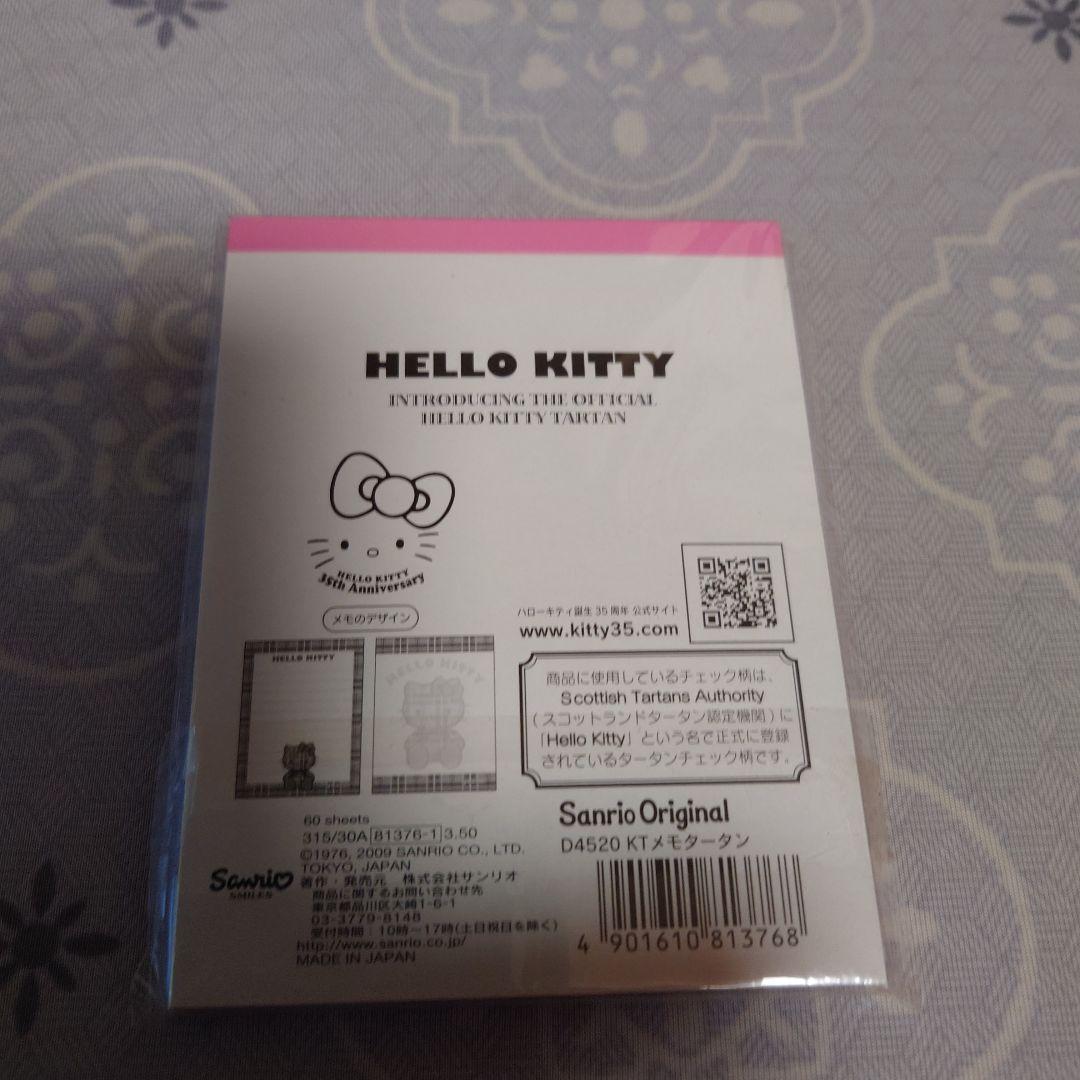 HELLO KITTY
INTRODUCING THE OFFICIAL
HELLO KITTY TARTAN
HELLO KITTY
35th Anniversary
メモのデザイン
HELLO KITTY
HELLO KITTY
ハローキティ誕生35周年 公式サイト
www.kitty35.com
商品に使用しているチェック柄は、
Scottish Tartans Authority
(スコットランドタータン認定機関)に
「Hello Kitty」という名で正式に登録
されているタータンチェック柄です。
60 sheets
315/30A 81376-1 3.50
©1976, 2009 SANRIO CO., LTD.
TOKYO, JAPAN
著作・発売元 株式会社サンリオ
商品に関するお問い合わせ先
東京都品川区大崎1-6-1
03-3779-8148
受付時間:10時~17時(土日祝日を除く)
http://www.sanrio.co.jp/
MADE IN JAPAN
Sanrio
SMILES
Sanrio Original
D4520 KTメモタータン
4 901610 813768